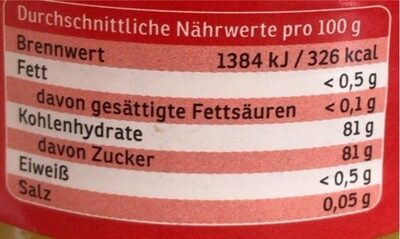 Durchschnittliche Nährwerte pro 100 g
Brennwert 1384 kJ / 326 kcal
Fett < 0,5 g
davon gesättigte Fettsäuren < 0,1 g
Kohlenhydrate 81 g
davon Zucker 81 g
Eiweiß < 0,5 g
Salz 0,05 g